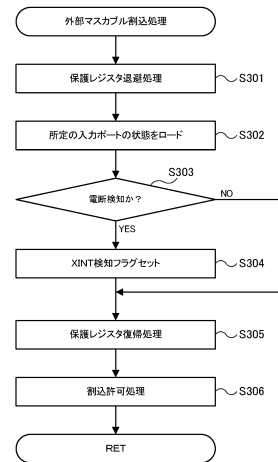 外部マスカブル割込処理
保護レジスタ退避処理
S301
所定の入力ポートの状態をロード
S302
S303
電断検知か？
NO
YES
XINT検知フラグセット
S304
保護レジスタ復帰処理
S305
割込許可処理
S306
RET